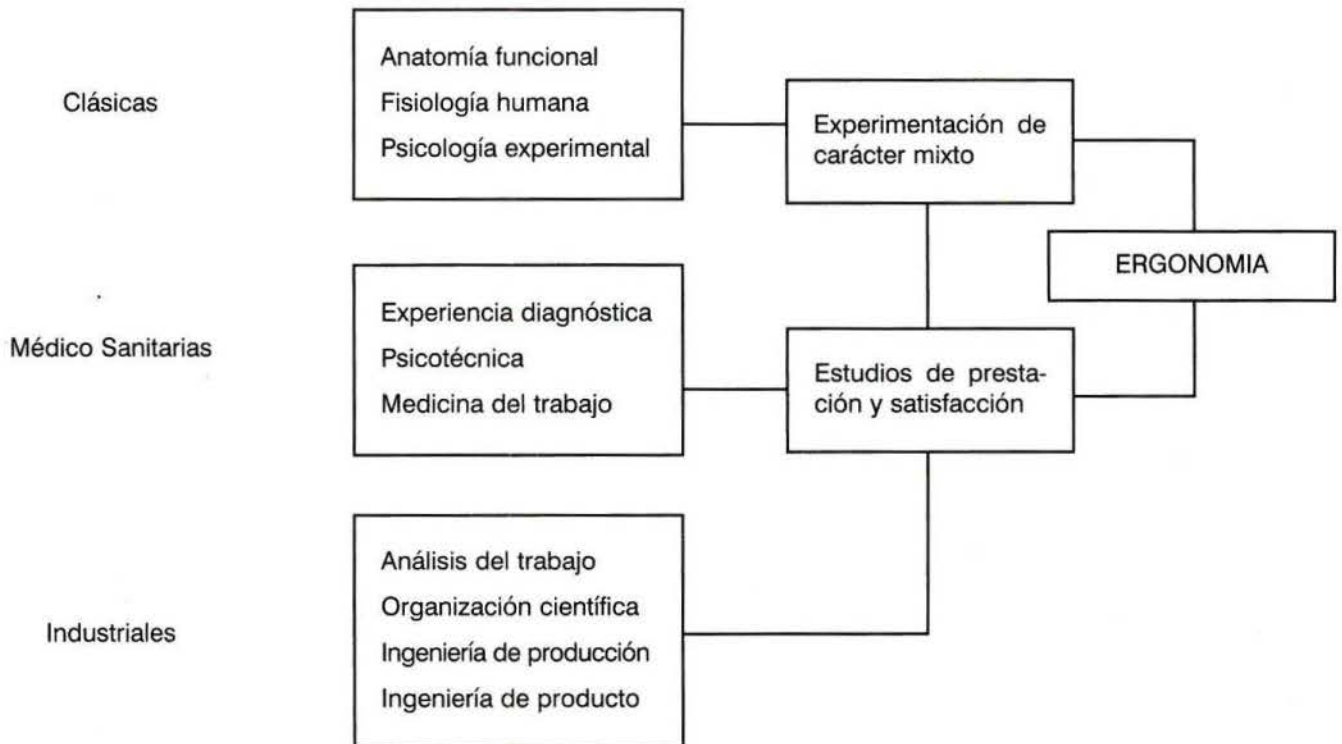 Clásicas
Anatomía funcional
Fisiología humana
Psicología experimental
Experimentación de
carácter mixto
ERGONOMIA
Médico Sanitarias
Experiencia diagnóstica
Psicotécnica
Medicina del trabajo
Estudios de presta-
ción y satisfacción
Industriales
Análisis del trabajo
Organización científica
Ingeniería de producción
Ingeniería de producto